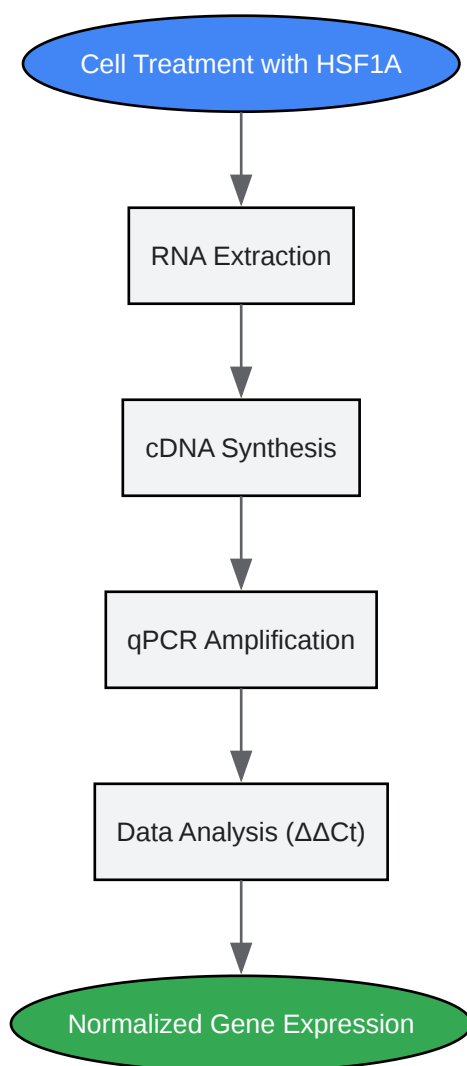 Cell Treatment with HSF1A
RNA Extraction
cDNA Synthesis
qPCR Amplification
Data Analysis (ΔΔCt)
Normalized Gene Expression